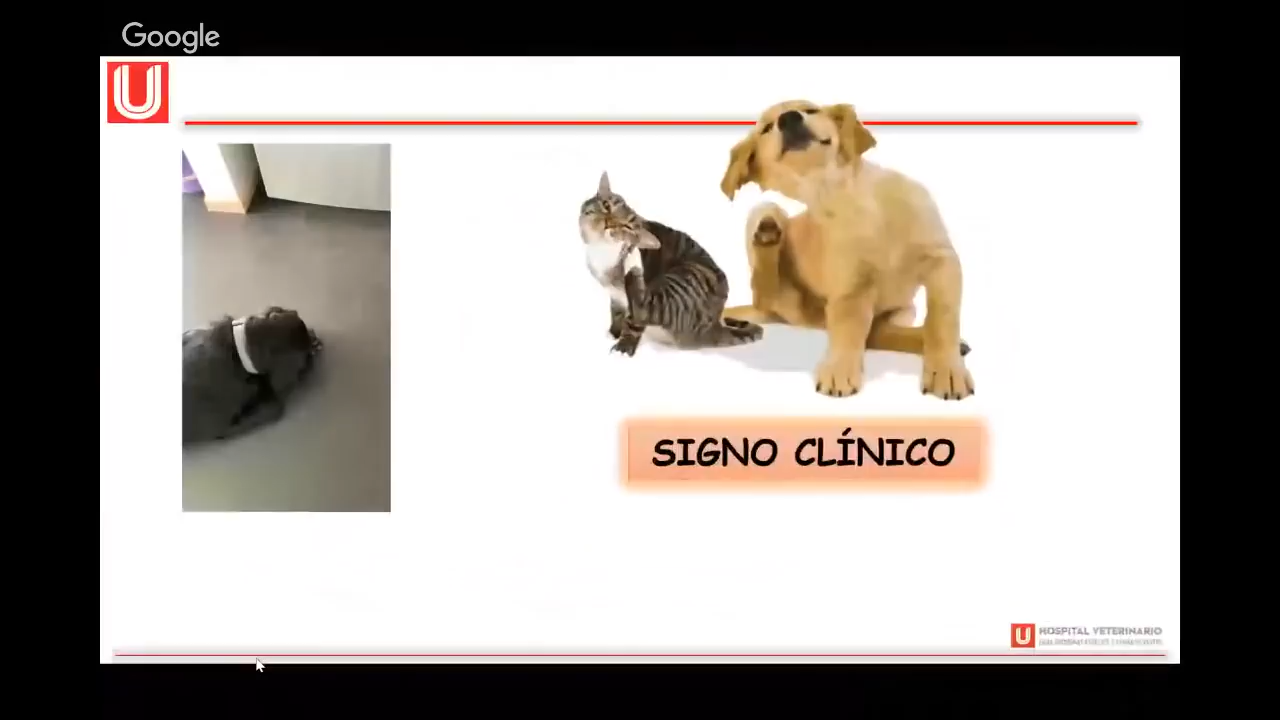 Google
U
SIGNO CLÍNICO
U
HOSPITAL VETERINARIO